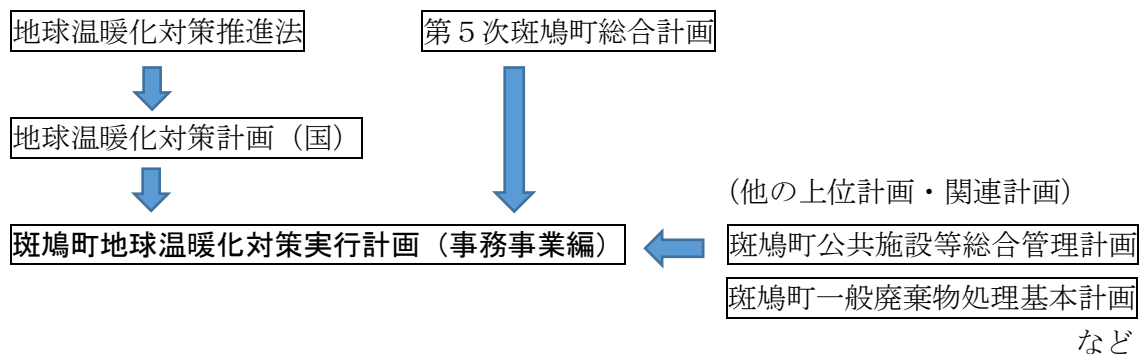 地球温暖化対策推進法
第５次斑鳩町総合計画
地球温暖化対策計画（国）
（他の上位計画・関連計画）
斑鳩町地球温暖化対策実行計画（事務事業編）
斑鳩町公共施設等総合管理計画
斑鳩町一般廃棄物処理基本計画
など